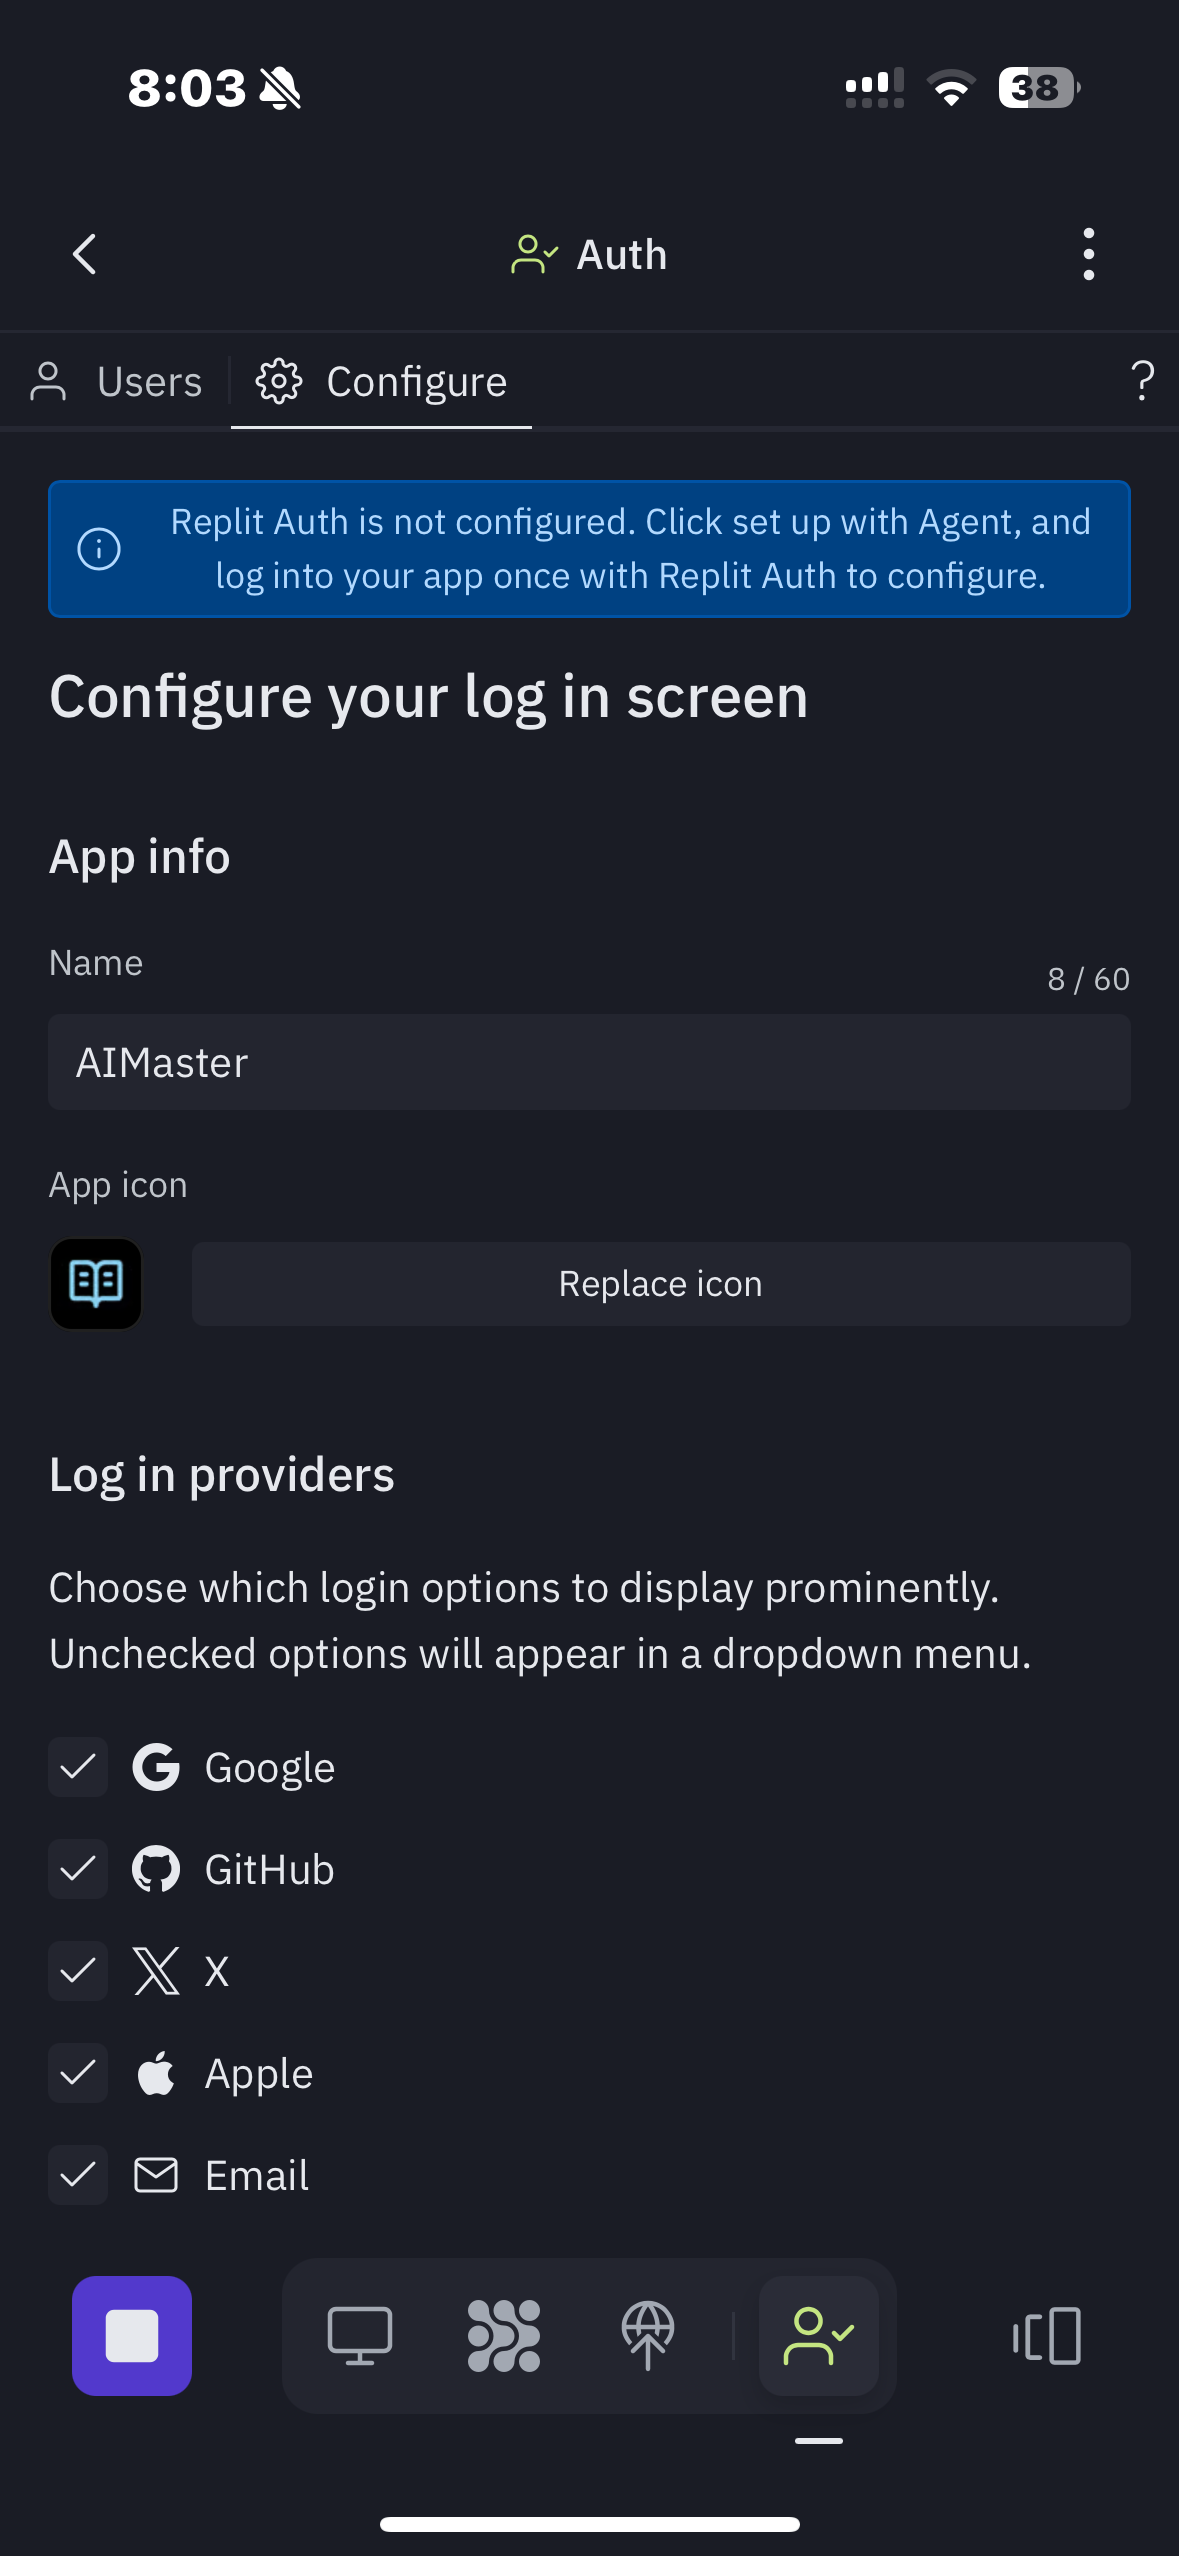 8:03
38
Auth
Users
Configure
?
Replit Auth is not configured. Click set up with Agent, and
log into your app once with Replit Auth to configure.
Configure your log in screen
App info
Name
8 / 60
AIMaster
App icon
Replace icon
Log in providers
Choose which login options to display prominently.
Unchecked options will appear in a dropdown menu.
Google
GitHub
X
Apple
Email